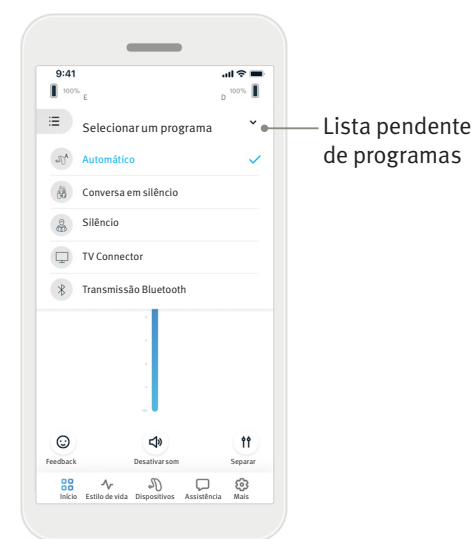 9:41
100% E
D 100%
Selecionar um programa
Lista pendente
de programas
Automático
Conversa em silêncio
Silêncio
TV Connector
Transmissão Bluetooth
Feedback
Desativar som
Separar
Início
Estilo de vida
Dispositivos
Assistência
Mais